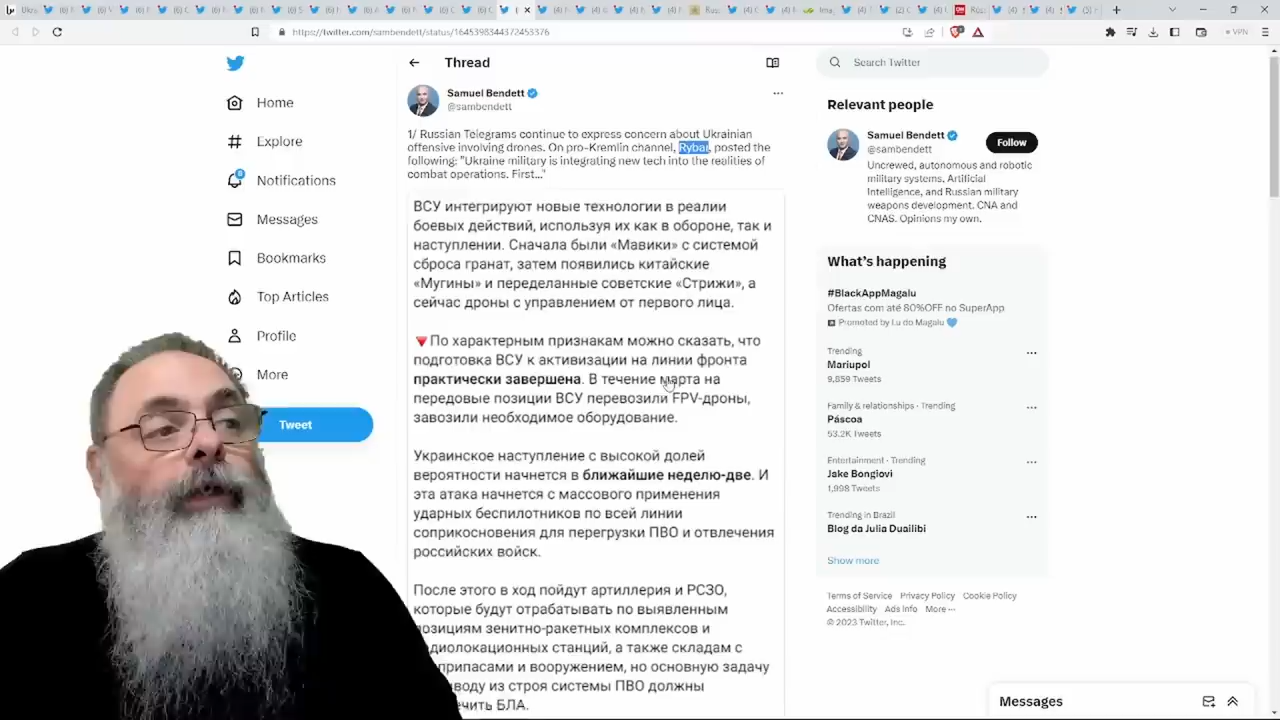 https://twitter.com/sambendett/status/1645398344372453376
VPN
Home
Explore
Notifications
Messages
Bookmarks
Top Articles
Profile
More
Tweet
Thread
Samuel Bendett
@sambendett
1/ Russian Telegrams continue to express concern about Ukrainian
offensive involving drones. On pro-Kremlin channel, Rybar, posted the
following: "Ukraine military is integrating new tech into the realities of
combat operations. First..."
ВСУ интегрируют новые технологии в реалии
боевых действий, используя их как в обороне, так и
наступлении. Сначала были «Мавики» с системой
сброса гранат, затем появились китайские
«Мугины» и переделанные советские «Стрижи», а
сейчас дроны с управлением от первого лица.
По характерным признакам можно сказать, что
подготовка ВСУ к активизации на линии фронта
практически завершена. В течение марта на
передовые позиции ВСУ перевозили FPV-дроны,
завозили необходимое оборудование.
Украинское наступление с высокой долей
вероятности начнется в ближайшие неделю-две. И
эта атака начнется с массового применения
ударных беспилотников по всей линии
соприкосновения для перегрузки ПВО и отвлечения
российских войск.
После этого в ход пойдут артиллерия и РСЗО,
которые будут отрабатывать по выявленным
позициям зенитно-ракетных комплексов и
станций, а также складам с
и вооружением, но основную задачу
из строя системы ПВО должны
БЛА.
Search Twitter
Relevant people
Samuel Bendett
@sambendett
Follow
Uncrewed, autonomous and robotic
military systems, Artificial
Intelligence, and Russian military
weapons development. CNA and
CNAS. Opinions my own.
What's happening
#BlackAppMagalu
Ofertas com até 80%OFF no SuperApp
Promoted by Lu do Magalu
Trending
Mariupol
9,859 Tweets
Family & relationships · Trending
Páscoa
53.2K Tweets
Entertainment · Trending
Jake Bongiovi
1,998 Tweets
Trending in Brazil
Blog da Julia Duailibi
Show more
Terms of Service Privacy Policy Cookie Policy
Accessibility Ads info More ···
© 2023 Twitter, Inc.
Messages